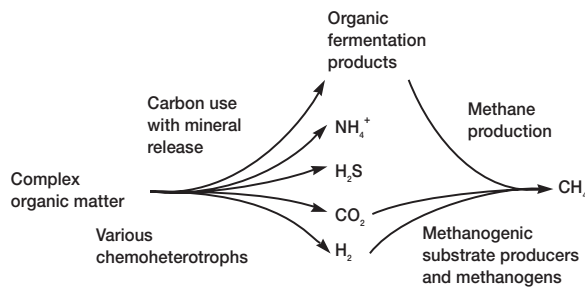 Organic
fermentation
products
Carbon use
with mineral
release
NH₄⁺
H₂S
CO₂
H₂
Complex
organic matter
Various
chemoheterotrophs
Methane
production
CH₄
Methanogenic
substrate producers
and methanogens